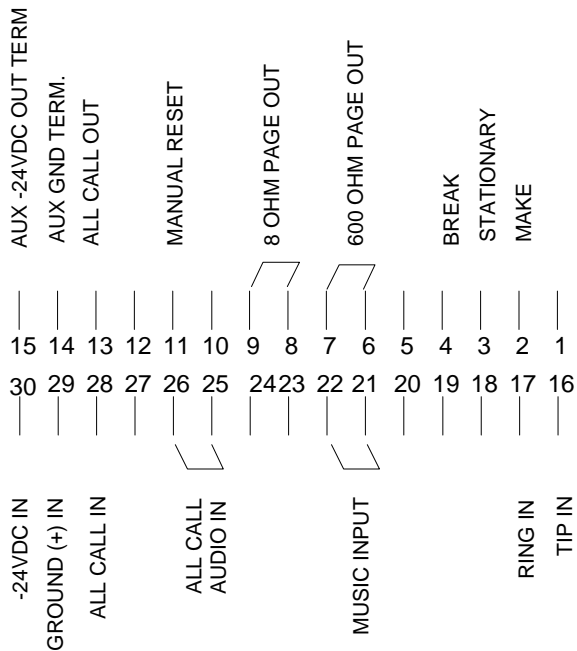 AUX -24VDC OUT TERM
AUX GND TERM.
ALL CALL OUT
MANUAL RESET
8 OHM PAGE OUT
600 OHM PAGE OUT
BREAK
STATIONARY
MAKE
15 14 13 12 11 10 9 8 7 6 5 4 3 2 1
30 29 28 27 26 25 24 23 22 21 20 19 18 17 16
-24VDC IN
GROUND (+) IN
ALL CALL IN
ALL CALL
AUDIO IN
MUSIC INPUT
RING IN
TIP IN